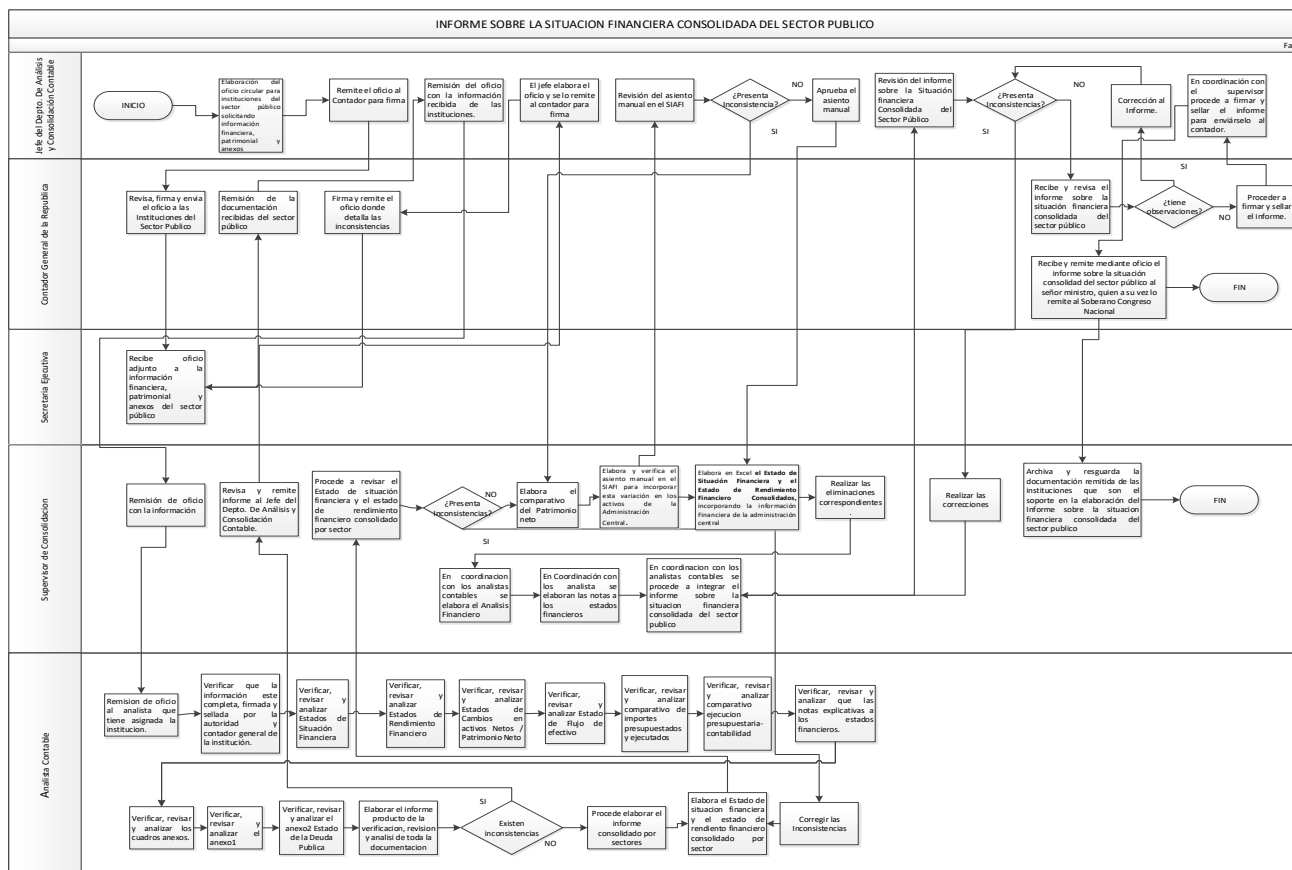 INFORME SOBRE LA SITUACION FINANCIERA CONSOLIDADA DEL SECTOR PUBLICO
Fa
Jefe del Depto. De Análisis
y Consolidación Contable
INICIO
Elaboración del
oficio circular para
instituciones del
sector público
solicitando
información
financiera,
patrimonial y
anexos
Remite el oficio al
Contador para firma
Remisión del oficio
con la información
recibida de las
instituciones.
El jefe elabora el
oficio y se lo remite
al contador para
firma
Revisión del asiento
manual en el SIAFI
¿Presenta
Inconsistencia?
NO
SI
Aprueba el
asiento
manual
Revisión del informe
sobre la Situación
financiera
Consolidada del
Sector Público
¿Presenta
Inconsistencias?
NO
SI
Corrección al
Informe.
En coordinación con
el supervisor
procede a firmar y
sellar el informe
para enviárselo al
contador.
Contador General de la Republica
Revisa, firma y envia
el oficio a las
Instituciones del
Sector Publico
Remisión de la
documentación
recibidas del sector
público
Firma y remite el
oficio donde
detalla las
inconsistencias
Recibe y revisa el
informe sobre la
situación financiera
consolidada del
sector público
¿tiene
observaciones?
SI
NO
Proceder a
firmar y sellar
el informe.
Recibe y remite mediante oficio el
informe sobre la situación
consolidad del sector público al
señor ministro, quien a su vez lo
remite al Soberano Congreso
Nacional
FIN
Secretaria Ejecutiva
Recibe oficio
adjunto a la
información
financiera,
patrimonial y
anexos del sector
público
Supervisor de Consolidacion
Remisión de oficio
con la información
Revisa y remite
informe al Jefe del
Depto. De Análisis y
Consolidación
Contable.
Procede a revisar el
Estado de situación
financiera y el estado
de rendimiento
financiero consolidado
por sector
¿Presenta
inconsistencias?
NO
SI
Elabora el
comparativo
del Patrimonio
neto
Elabora y verifica el
asiento manual en el
SIAFI para incorporar
esta variación en los
activos de la
Administración
Central.
Elabora en Excel el Estado de
Situación Financiera y el
Estado de Rendimiento
Financiero Consolidados,
incorporando la información
Financiera de la administración
central
Realizar las
eliminaciones
correspondientes
.
Realizar las
correcciones
Archiva y resguarda la
documentación remitida de las
instituciones que son el
soporte en la elaboración del
Informe sobre la situacion
financiera consolidada del
sector publico
FIN
En coordinacion
con los analistas
contables se
elabora el Analisis
Financiero
En Coordinación con
los analista se
elaboran las notas a
los estados
financieros
En coordinacion con los
analistas contables se
procede a integrar el
informe sobre la
situacion financiera
consolidada del sector
publico
Analista Contable
Remision de oficio
al analista que
tiene asignada la
institucion.
Verificar que la
información este
completa, firmada y
sellada por la
autoridad y
contador general de
la institución.
Verificar,
revisar y
analizar
Estados de
Situación
Financiera
Verificar,
revisar y
analizar
Estados de
Rendimiento
Financiero
Verificar, revisar
y analizar
Estados de
Cambios en
activos Netos /
Patrimonio Neto
Verificar,
revisar y
analizar Estado
de Flujo de
efectivo
Verificar, revisar y
analizar
comparativo de
importes
presupuestados
y ejecutados
Verificar, revisar
y analizar
comparativo
ejecucion
presupuestaria-
contabilidad
Verificar, revisar y
analizar que las
notas explicativas a
los estados
financieros.
Verificar, revisar
y analizar los
cuadros anexos.
Verificar,
revisar y
analizar el
anexo1
Verificar, revisar
y analizar el
anexo2 Estado
de la Deuda
Publica
Elaborar el informe
producto de la
verificacion, revision
y analisi de toda la
documentacion
SI
Existen
inconsistencias
NO
Procede elaborar el
informe
consolidado por
sectores
Elabora el Estado de
situacion financiera
y el estado de
rendiento financiero
consolidado por
sector
Corregir las
Inconsistencias